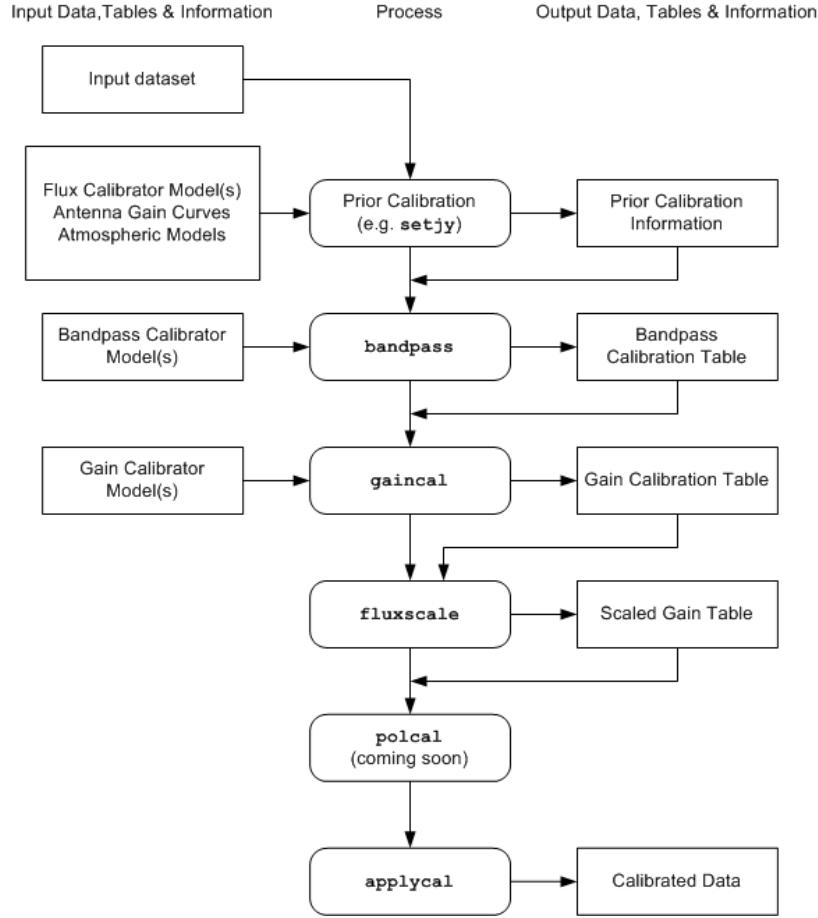 Input Data,Tables & Information
Process
Output Data, Tables & Information
Input dataset
Flux Calibrator Model(s)
Antenna Gain Curves
Atmospheric Models
Prior Calibration
(e.g. setjy)
Prior Calibration
Information
Bandpass Calibrator
Model(s)
bandpass
Bandpass
Calibration Table
Gain Calibrator
Model(s)
gaincal
Gain Calibration Table
fluxscale
Scaled Gain Table
polcal
(coming soon)
applycal
Calibrated Data